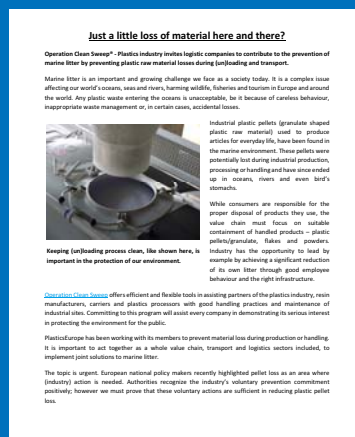 Just a little loss of material here and there?
Operation Clean Sweep® - Plastics industry invites logistic companies to contribute to the prevention of
marine litter by preventing plastic raw material losses during (un)loading and transport.
Marine litter is an important and growing challenge we face as a society today. It is a complex issue
affecting our world's oceans, seas and rivers, harming wildlife, fisheries and tourism in Europe and around
the world. Any plastic waste entering the oceans is unacceptable, be it because of careless behaviour,
inappropriate waste management or, in certain cases, accidental losses.
Industrial plastic pellets (granulate shaped
plastic raw material) used to produce
articles for everyday life, have been found in
the marine environment. These pellets were
potentially lost during industrial production,
processing or handling and have since ended
up in oceans, rivers and even bird's
stomachs.
While consumers are responsible for the
proper disposal of products they use, the
value chain must focus on suitable
containment of handled products – plastic
pellets/granulate, flakes and powders.
Industry has the opportunity to lead by
example by achieving a significant reduction
of its own litter through good employee
behaviour and the right infrastructure.
Keeping (un)loading process clean, like shown here, is
important in the protection of our environment.
Operation Clean Sweep offers efficient and flexible tools in assisting partners of the plastics industry, resin
manufacturers, carriers and plastics processors with good handling practices and maintenance of
industrial sites. Committing to this program will assist every company in demonstrating its serious interest
in protecting the environment for the public.
PlasticsEurope has been working with its members to prevent material loss during production or handling.
It is important to act together as a whole value chain, transport and logistics sectors included, to
implement joint solutions to marine litter.
The topic is urgent. European national policy makers recently highlighted pellet loss as an area where
(industry) action is needed. Authorities recognize the industry's voluntary prevention commitment
positively; however we must prove that these voluntary actions are sufficient in reducing plastic pellet
loss.